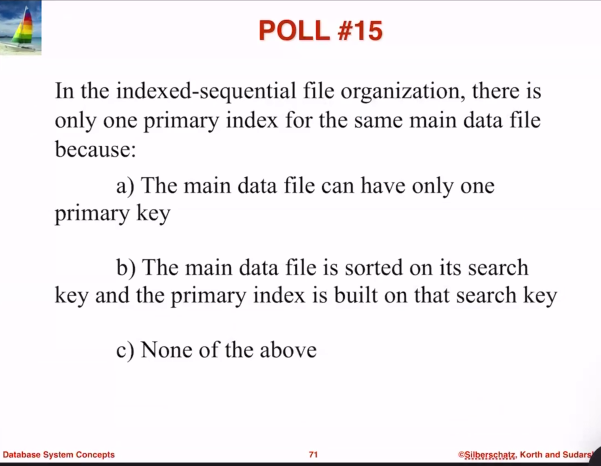 POLL #15
In the indexed-sequential file organization, there is
only one primary index for the same main data file
because:
a) The main data file can have only one
primary key
b) The main data file is sorted on its search
key and the primary index is built on that search key
c) None of the above
Database System Concepts
71
©Silberschatz, Korth and